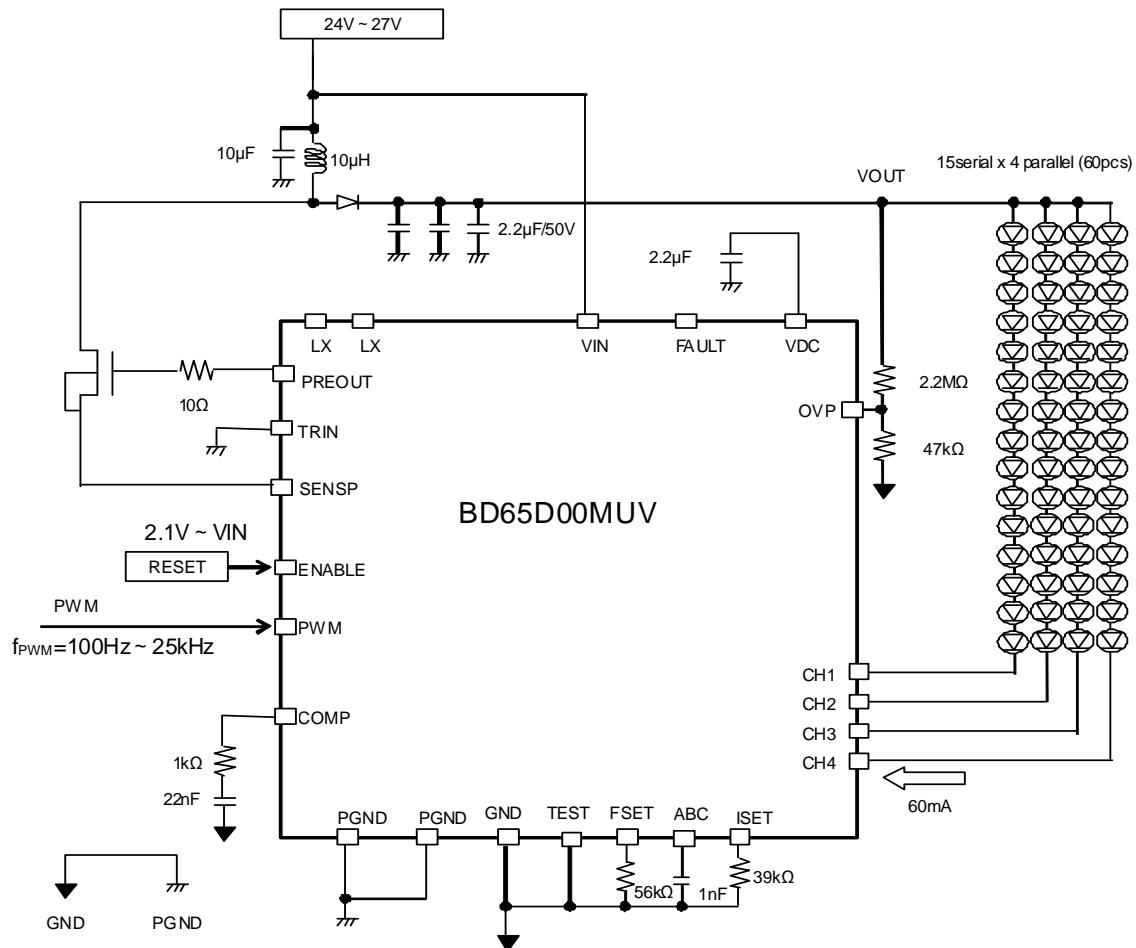 24V ~ 27V
10µF
10µH
2.2µF/50V
VOUT
15serial x 4 parallel (60pcs)
2.2µF
LX
LX
VIN
FAULT
VDC
PREOUT
10Ω
TRIN
SENSP
OVP
2.2MΩ
47kΩ
BD65D00MUV
2.1V ~ VIN
RESET
ENABLE
PWM
PWM
fPWM=100Hz ~ 25kHz
COMP
1kΩ
22nF
CH1
CH2
CH3
CH4
60mA
PGND
PGND
GND
TEST
FSET
ABC
ISET
56kΩ
1nF
39kΩ
GND
PGND